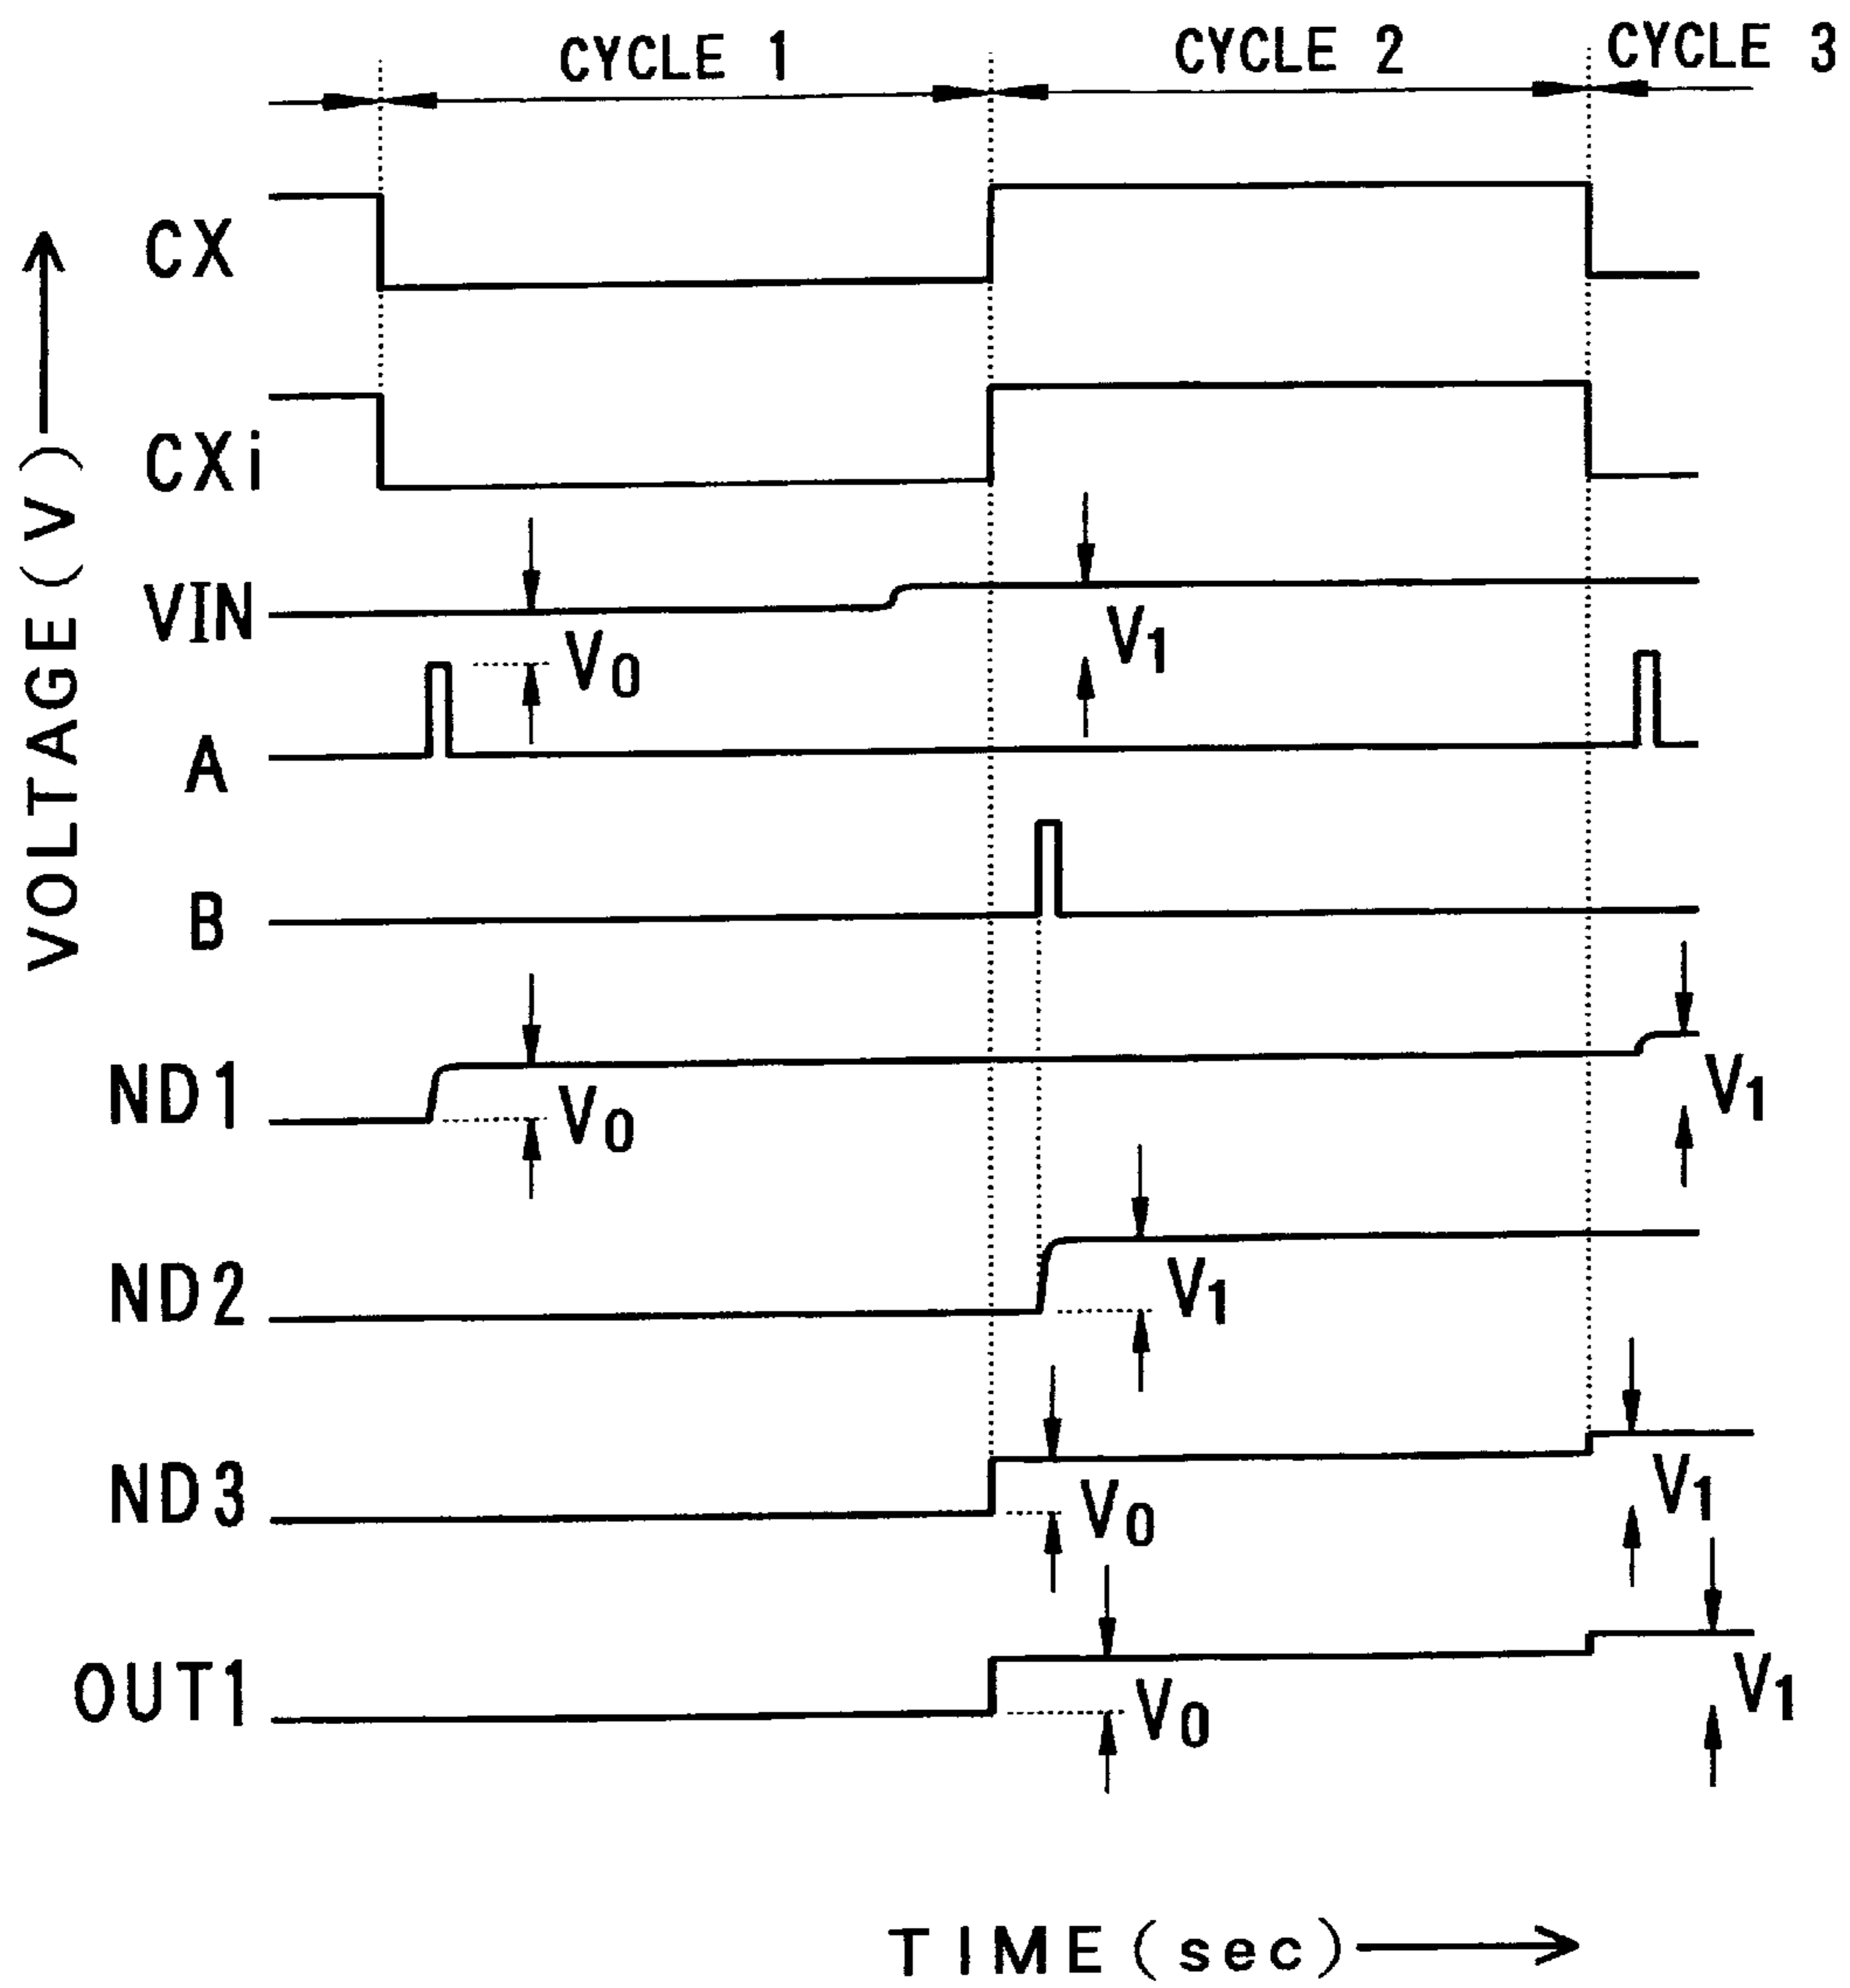 CYCLE 1 CYCLE 2 CYCLE 3
VOLTAGE(V)
CX
CXi
VIN
V0
V1
A
B
ND1
V0
V1
ND2
V1
ND3
V0
V1
OUT1
V0
V1
TIME(sec)